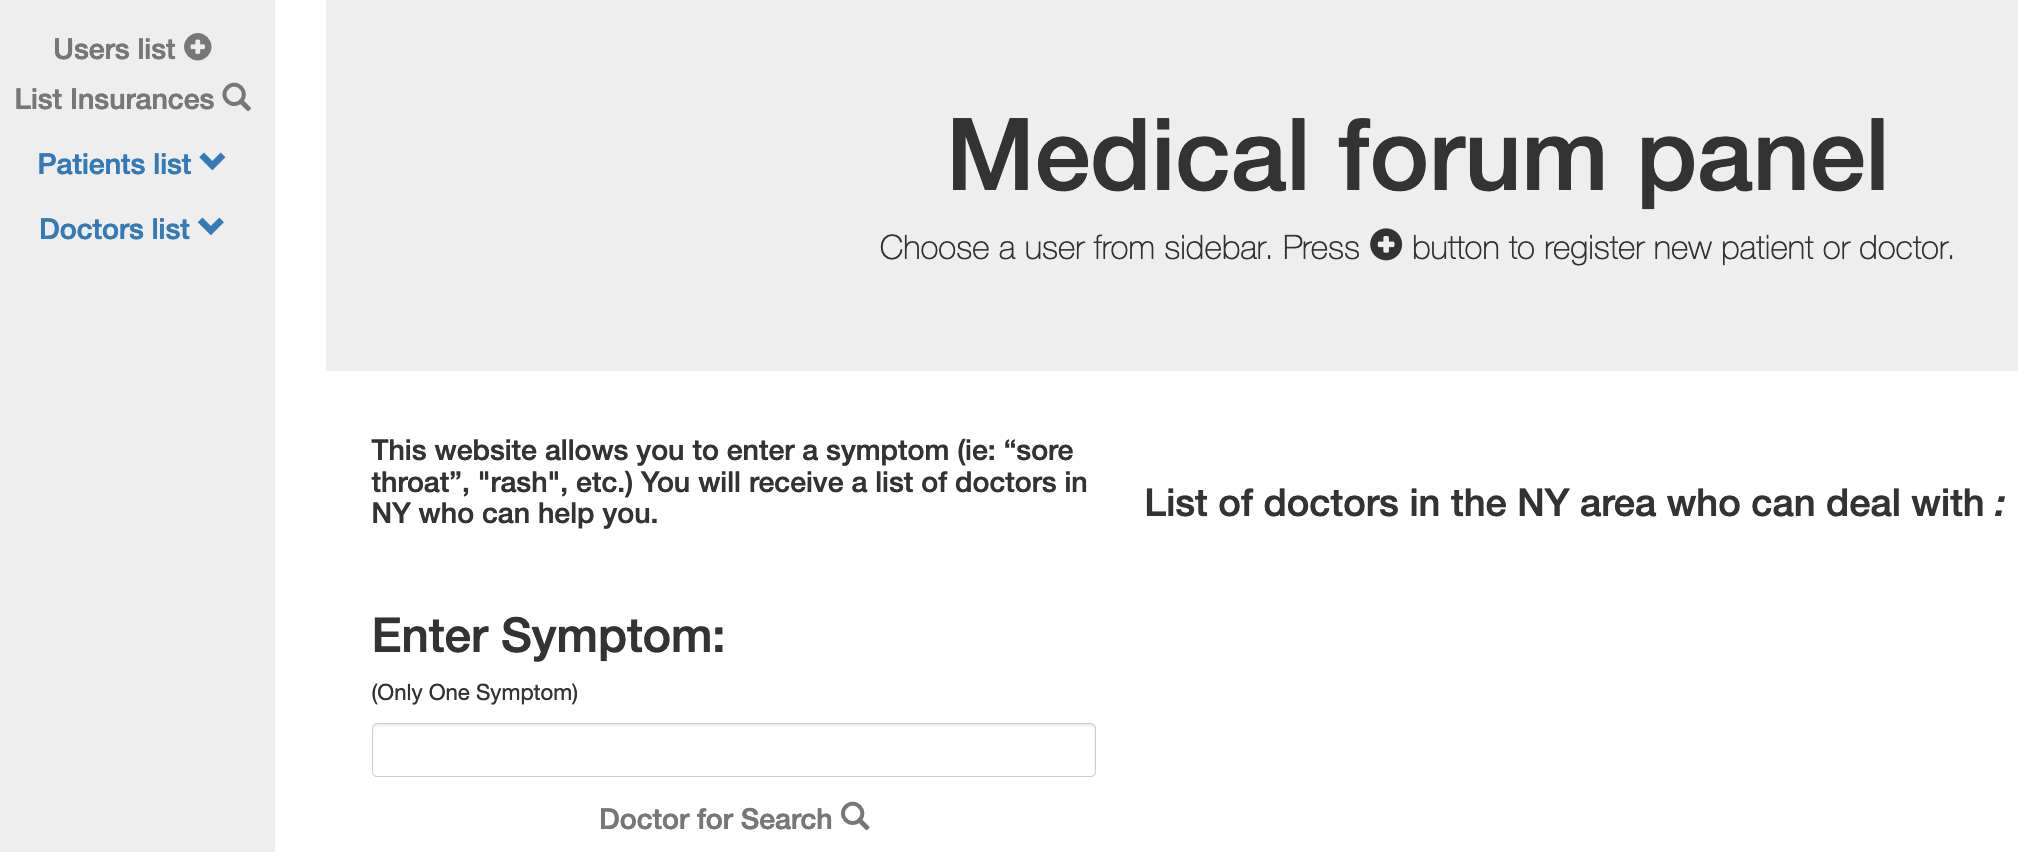 Users list
List Insurances
Patients list
Doctors list
Medical forum panel
Choose a user from sidebar. Press button to register new patient or doctor.
This website allows you to enter a symptom (ie: “sore
throat”, "rash", etc.) You will receive a list of doctors in
NY who can help you.
List of doctors in the NY area who can deal with :
Enter Symptom:
(Only One Symptom)
Doctor for Search